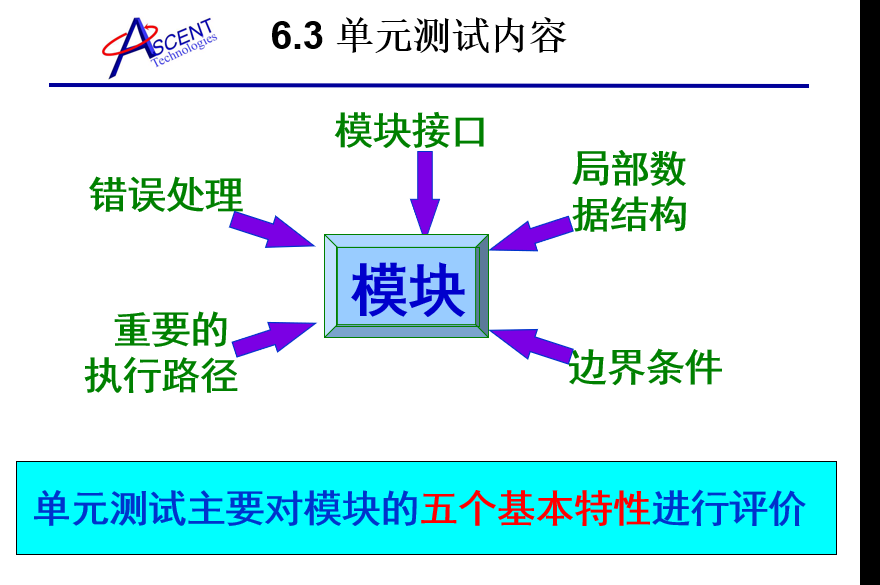 ASCENT
Technologies
6.3 单元测试内容
模块接口
错误处理
局部数
据结构
模块
重要的
执行路径
边界条件
单元测试主要对模块的五个基本特性进行评价